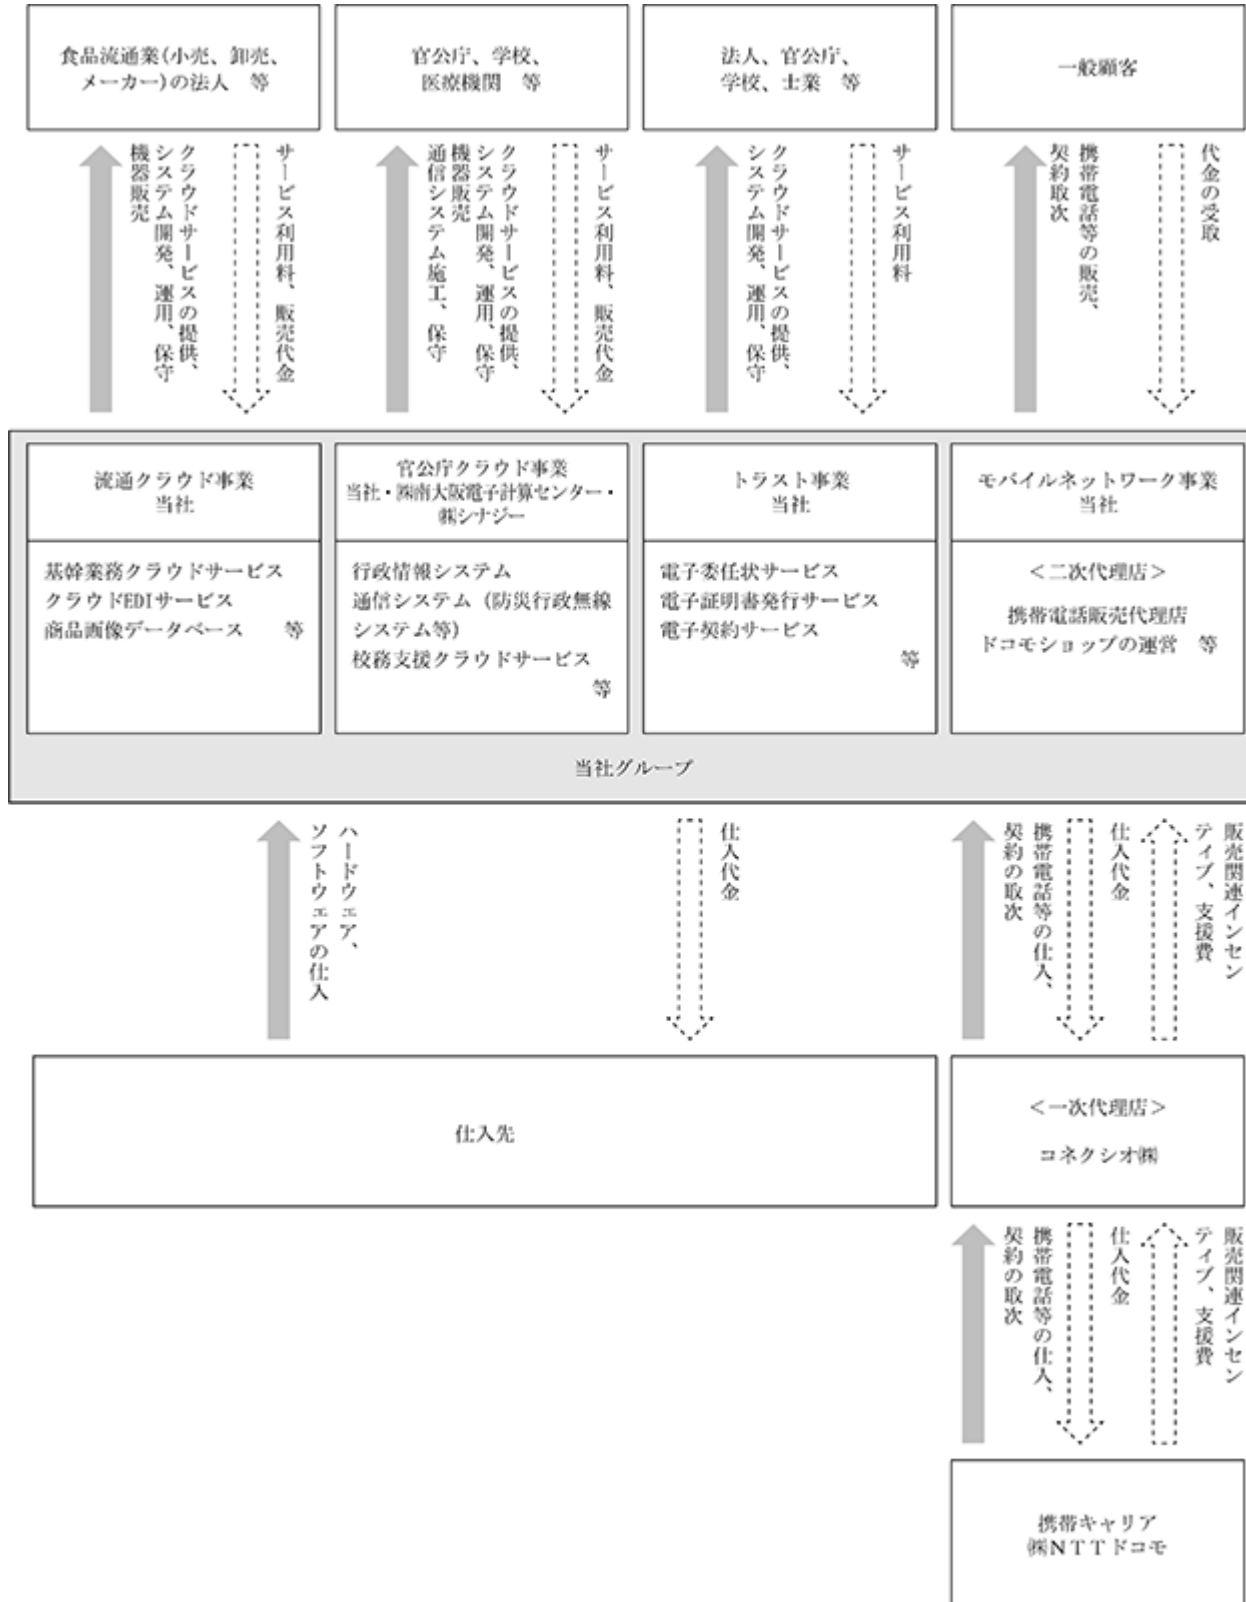 食品流通業(小売、卸売、
メーカー)の法人　等
官公庁、学校、
医療機関　等
法人、官公庁、
学校、士業　等
一般顧客
クラウドサービスの提供、
システム開発、運用、保守
機器販売
サービス利用料、販売代金
クラウドサービスの提供、
システム開発、運用、保守
機器販売
通信システム施工、保守
サービス利用料、販売代金
クラウドサービスの提供、
システム開発、運用、保守
サービス利用料
携帯電話等の販売、
契約取次
代金の受取
流通クラウド事業
当社
官公庁クラウド事業
当社・㈱南大阪電子計算センター・
㈱シナジー
トラスト事業
当社
モバイルネットワーク事業
当社
基幹業務クラウドサービス
クラウドEDIサービス
商品画像データベース　等
行政情報システム
通信システム（防災行政無線
システム等）
校務支援クラウドサービス
等
電子委任状サービス
電子証明書発行サービス
電子契約サービス
等
＜二次代理店＞
携帯電話販売代理店
ドコモショップの運営　等
当社グループ
ハードウェア、
ソフトウェアの仕入
仕入代金
携帯電話等の仕入、
契約の取次
仕入代金
販売関連インセン
ティブ、支援費
仕入先
＜一次代理店＞
コネクシオ㈱
携帯電話等の仕入、
契約の取次
仕入代金
販売関連インセン
ティブ、支援費
携帯キャリア
㈱ＮＴＴドコモ